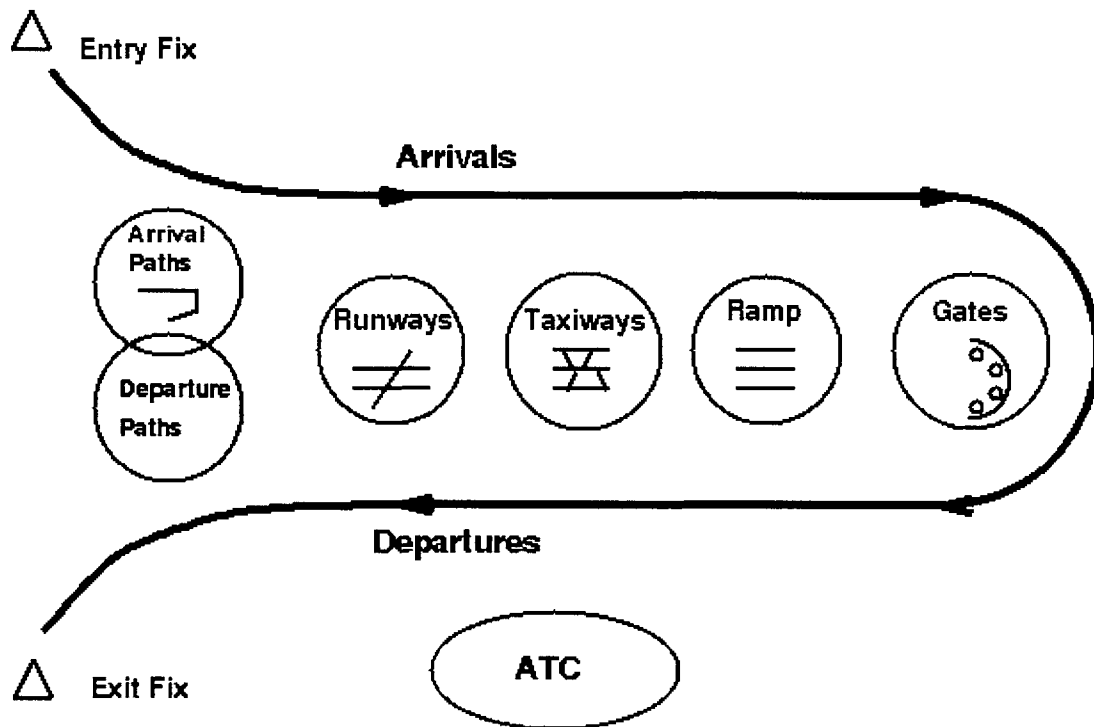 Entry Fix
Arrivals
Arrival
Paths
Departure
Paths
Runways
Taxiways
Ramp
Gates
Departures
ATC
Exit Fix